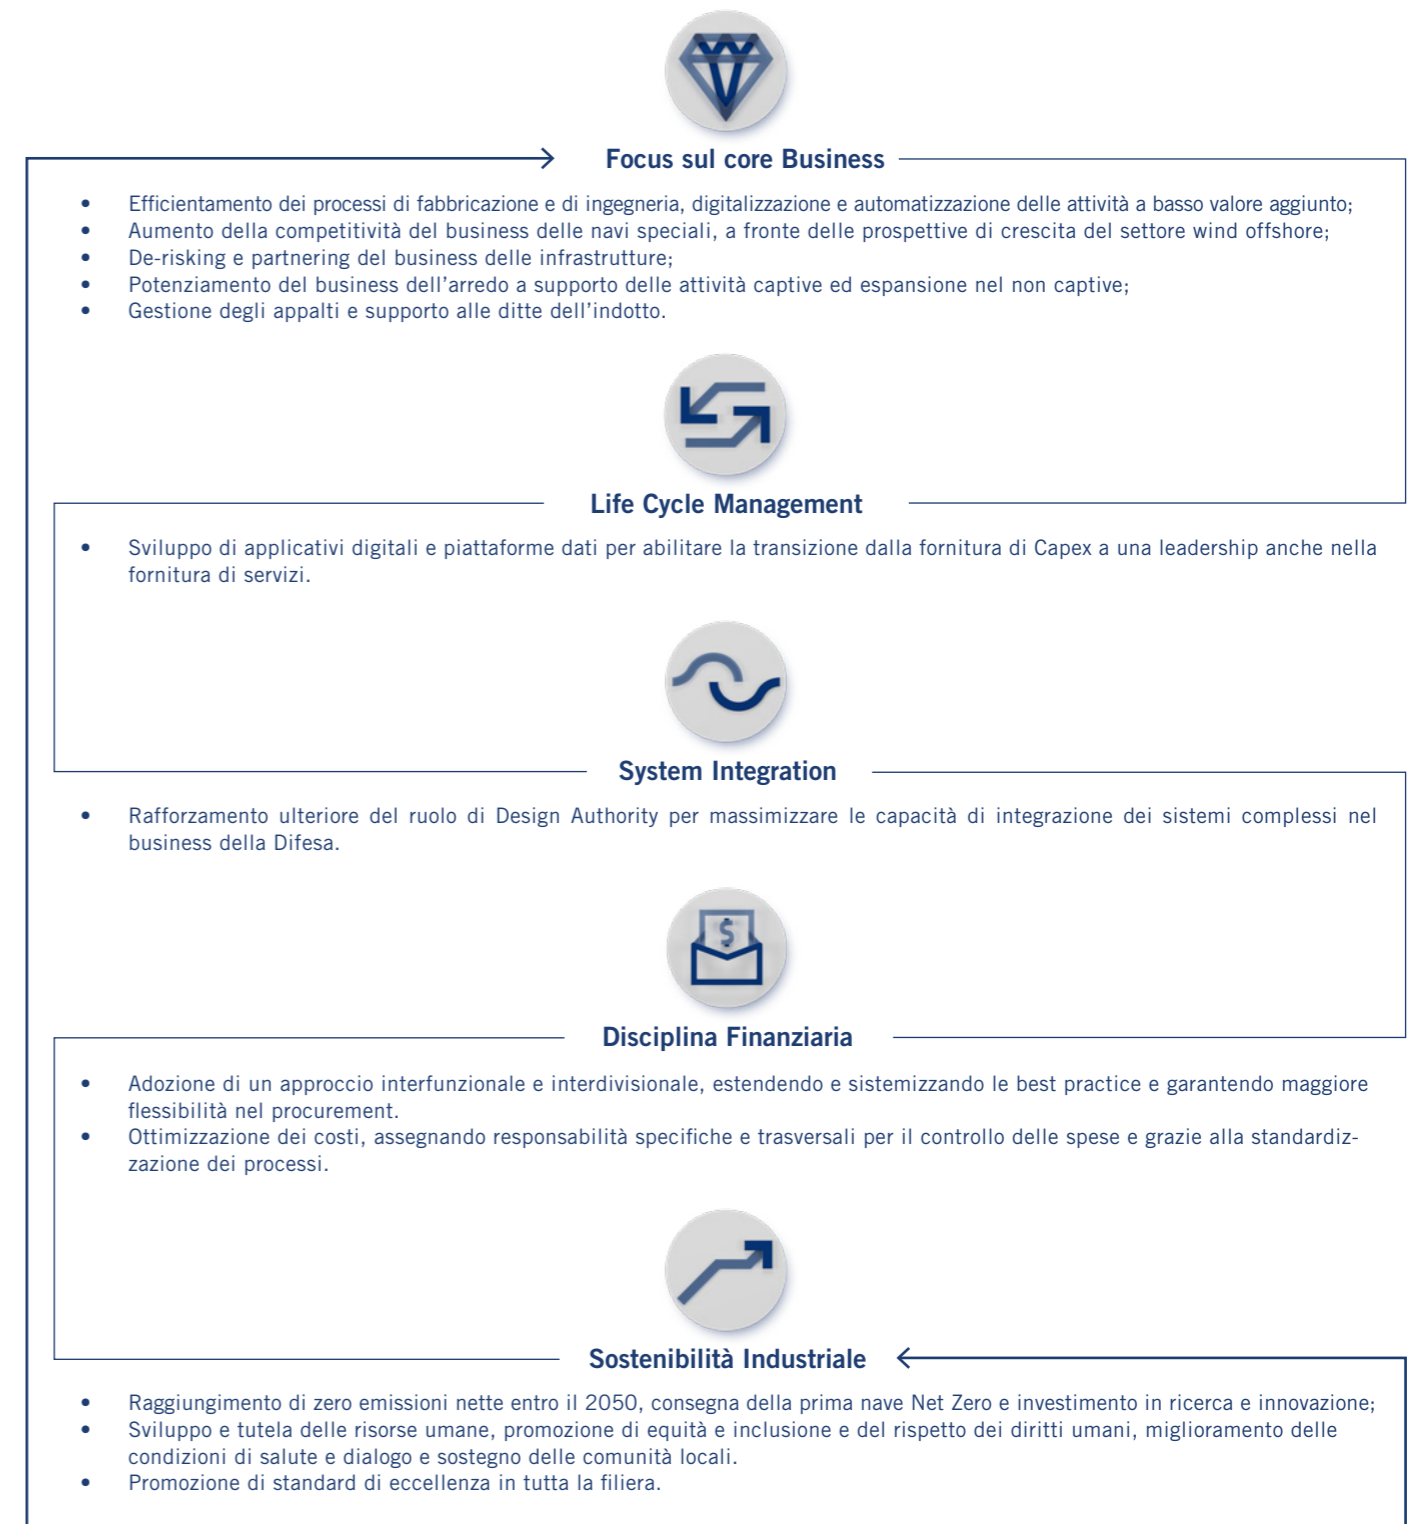 Focus sul core Business
• Efficientamento dei processi di fabbricazione e di ingegneria, digitalizzazione e automatizzazione delle attività a basso valore aggiunto;
• Aumento della competitività del business delle navi speciali, a fronte delle prospettive di crescita del settore wind offshore;
• De-risking e partnering del business delle infrastrutture;
• Potenziamento del business dell’arredo a supporto delle attività captive ed espansione nel non captive;
• Gestione degli appalti e supporto alle ditte dell’indotto.
Life Cycle Management
• Sviluppo di applicativi digitali e piattaforme dati per abilitare la transizione dalla fornitura di Capex a una leadership anche nella
fornitura di servizi.
System Integration
• Rafforzamento ulteriore del ruolo di Design Authority per massimizzare le capacità di integrazione dei sistemi complessi nel
business della Difesa.
$
Disciplina Finanziaria
• Adozione di un approccio interfunzionale e interdivisionale, estendendo e sistemizzando le best practice e garantendo maggiore
flessibilità nel procurement.
• Ottimizzazione dei costi, assegnando responsabilità specifiche e trasversali per il controllo delle spese e grazie alla standardiz-
zazione dei processi.
Sostenibilità Industriale
• Raggiungimento di zero emissioni nette entro il 2050, consegna della prima nave Net Zero e investimento in ricerca e innovazione;
• Sviluppo e tutela delle risorse umane, promozione di equità e inclusione e del rispetto dei diritti umani, miglioramento delle
condizioni di salute e dialogo e sostegno delle comunità locali.
• Promozione di standard di eccellenza in tutta la filiera.